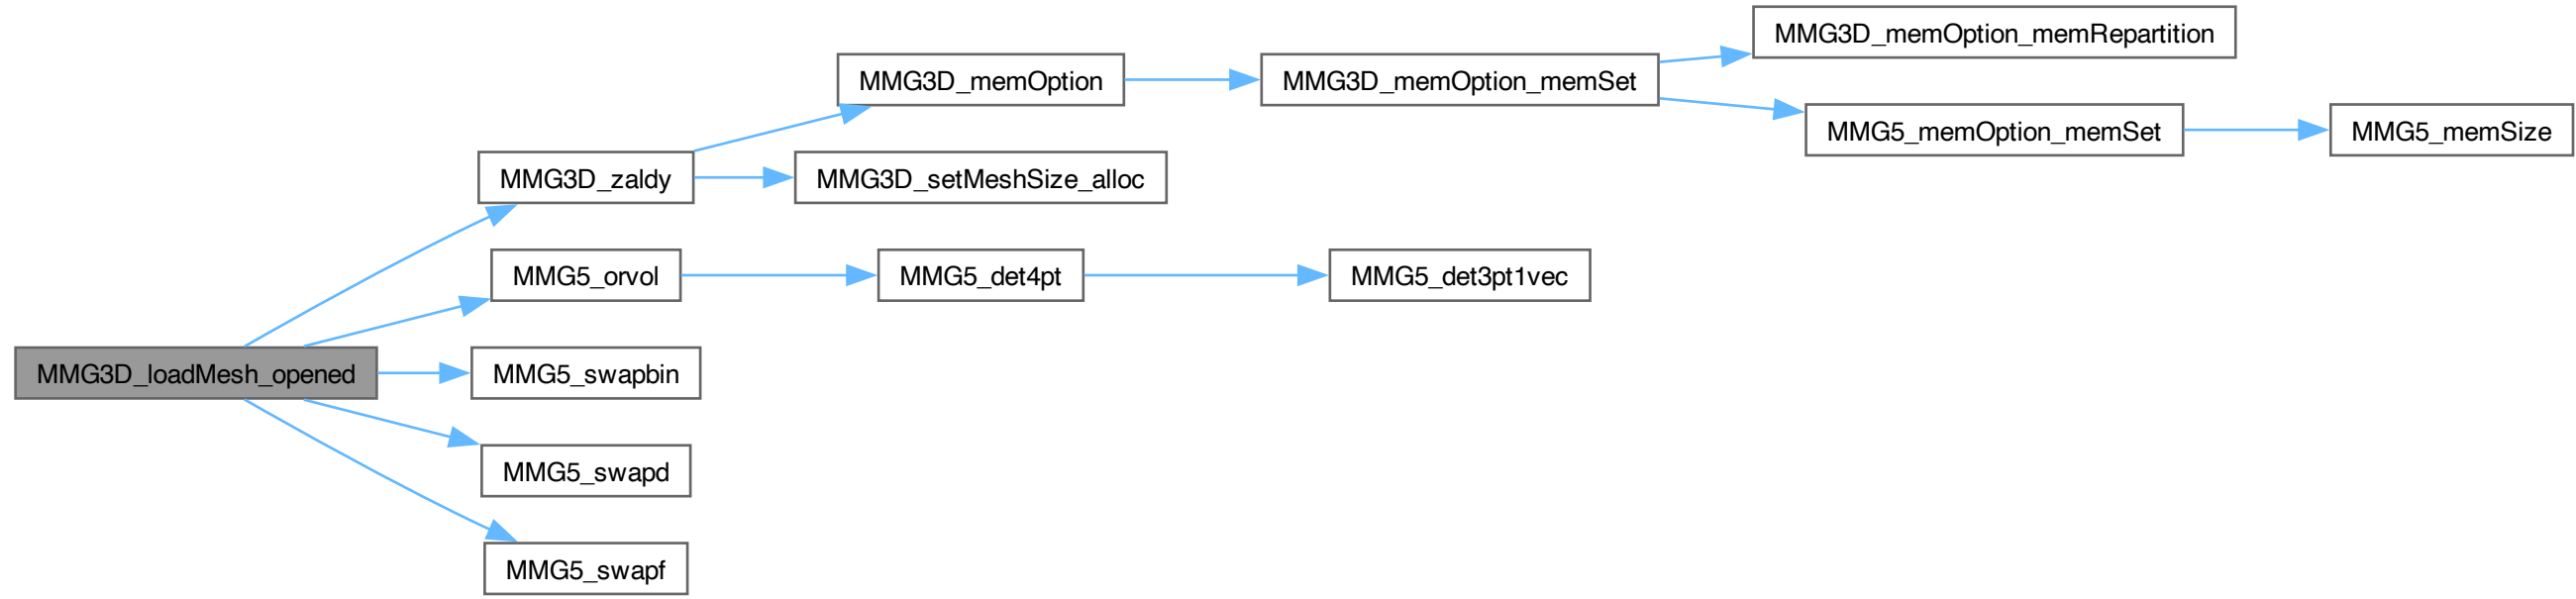 MMG3D_memOption_memRepartition
MMG3D_memOption
MMG3D_memOption_memSet
MMG5_memOption_memSet
MMG5_memSize
MMG3D_zaldy
MMG3D_setMeshSize_alloc
MMG5_orvol
MMG5_det4pt
MMG5_det3pt1vec
MMG3D_loadMesh_opened
MMG5_swapbin
MMG5_swapd
MMG5_swapf